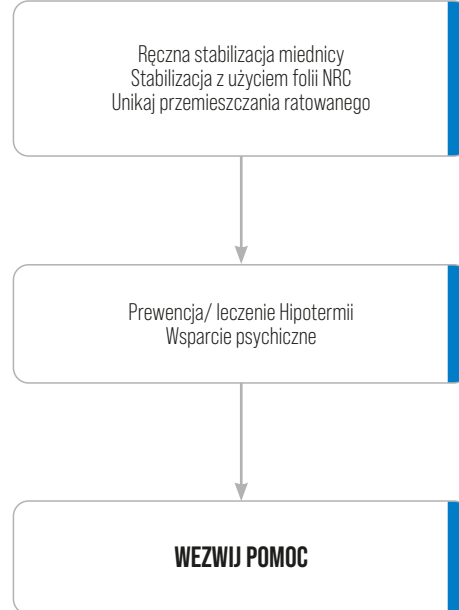 Ręczna stabilizacja miednicy
Stabilizacja z użyciem folii NRC
Unikaj przemieszczania ratowanego
Prewencja/ leczenie Hipotermii
Wsparcie psychiczne
WEZWIJ POMOC